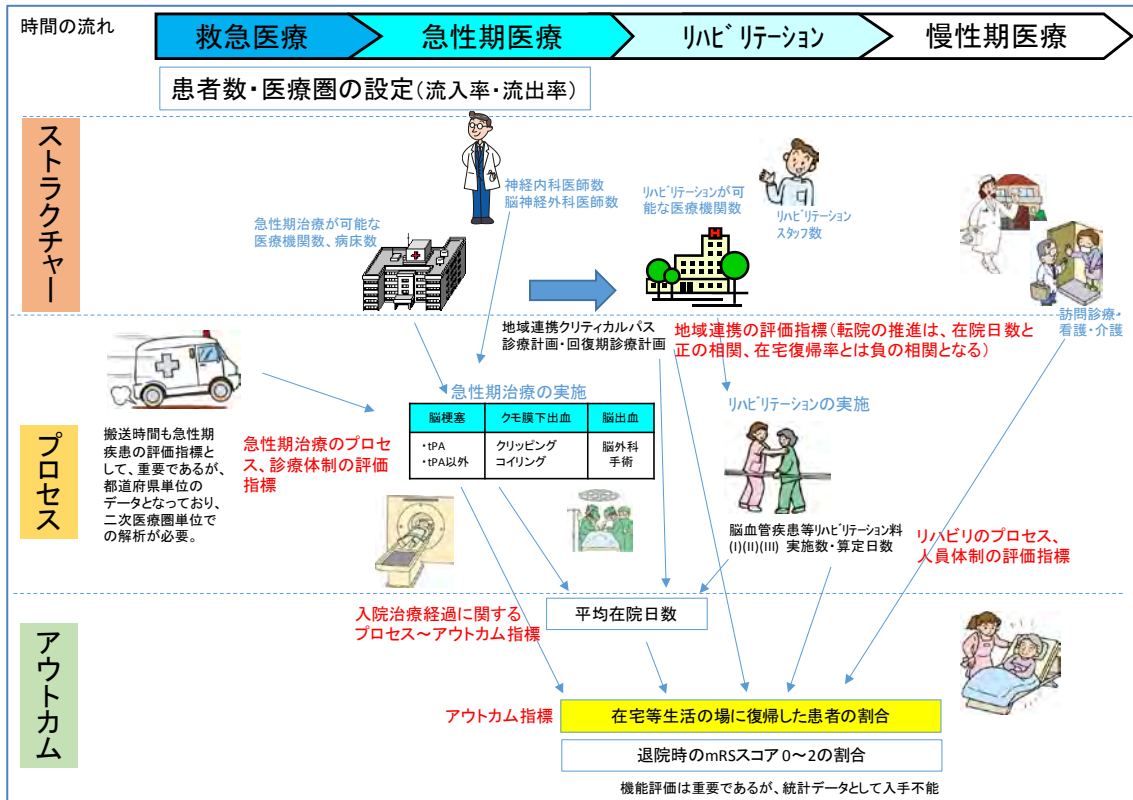 時間の流れ
救急医療
急性期医療
ﾘﾊﾋﾞﾘテーション
慢性期医療
患者数・医療圏の設定(流入率・流出率)
ストラクチャー
神経内科医師数
脳神経外科医師数
急性期治療が可能な
医療機関数、病床数
ﾘﾊﾋﾞﾘテーションが可
能な医療機関数
ﾘﾊﾋﾞﾘテーション
スタッフ数
H
訪問診療・
看護・介護
地域連携クリティカルパス
診療計画・回復期診療計画
地域連携の評価指標(転院の推進は、在院日数と
正の相関、在宅復帰率とは負の相関となる)
プロセス
急性期治療の実施
脳梗塞
クモ膜下出血
脳出血
・tPA
・tPA以外
クリッピング
コイリング
脳外科
手術
ﾘﾊﾋﾞﾘテーションの実施
搬送時間も急性期
疾患の評価指標
として、重要であるが、
都道府県単位の
データとなっており、
二次医療圏単位で
の解析が必要。
急性期治療のプロセ
ス、診療体制の評価
指標
脳血管疾患等ﾘﾊﾋﾞﾘテーション料
(I)(II)(III) 実施数・算定日数
リハビリのプロセス、
人員体制の評価指標
アウトカム
入院治療経過に関する
プロセス～アウトカム指標
平均在院日数
アウトカム指標
在宅等生活の場に復帰した患者の割合
退院時のmRSスコア0～2の割合
機能評価は重要であるが、統計データとして入手不能